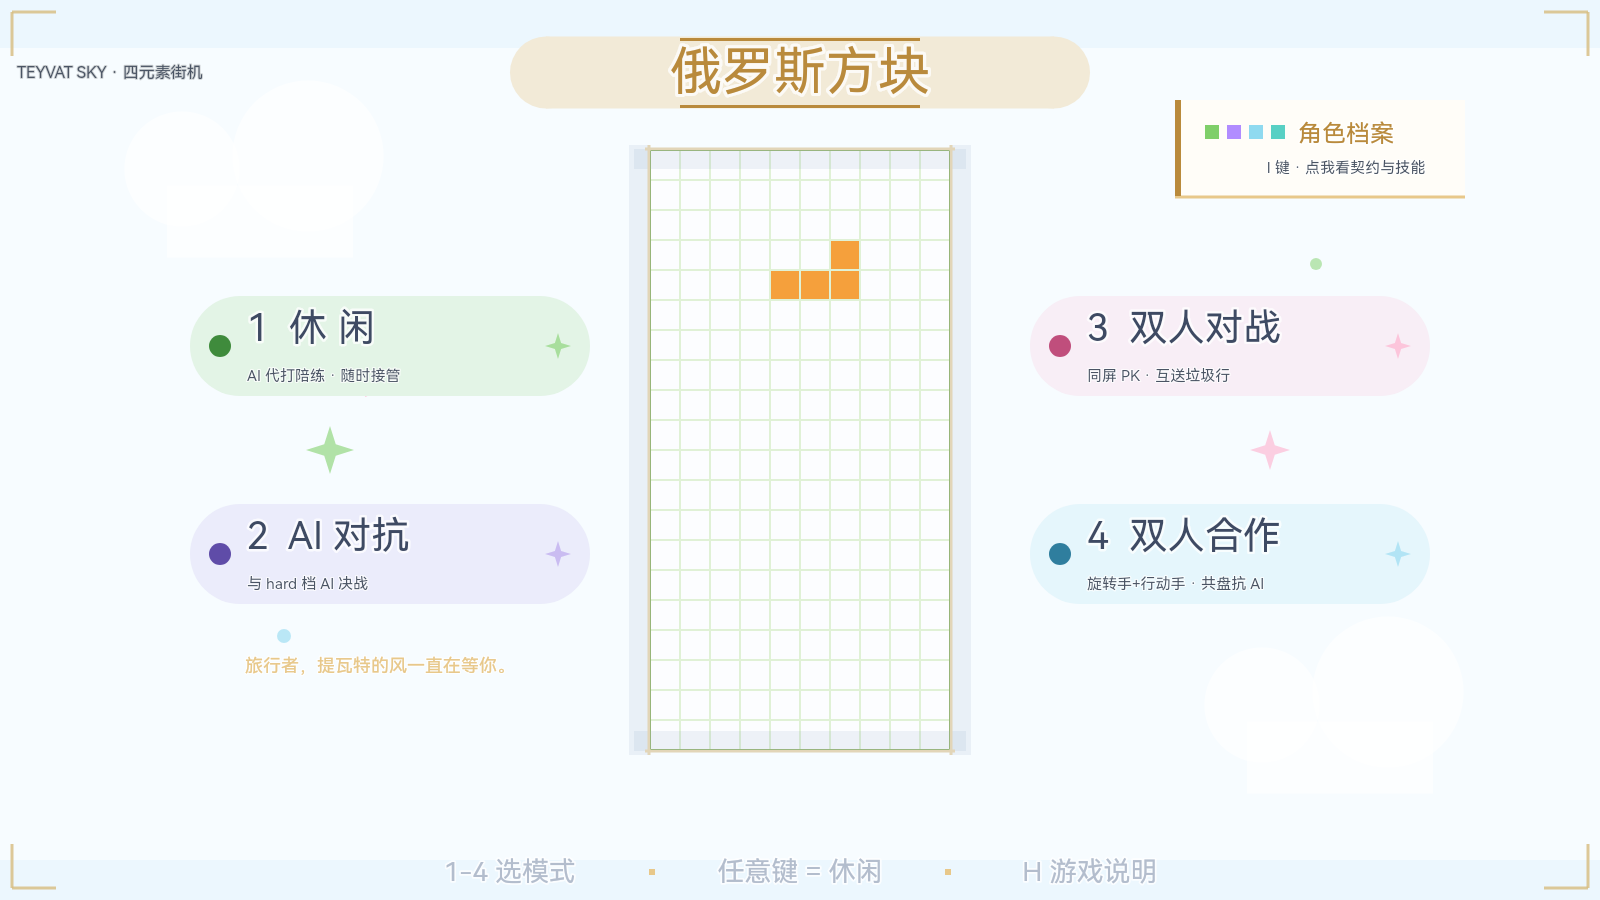 俄罗斯方块
TEYVAT SKY · 四元素街机
角色档案
I 键 · 点我看契约与技能
1 休 闲
AI 代打陪练 · 随时接管
2 AI 对抗
与 hard 档 AI 决战
旅行者，提瓦特的风一直在等你。
3 双人对战
同屏 PK · 互送垃圾行
4 双人合作
旋转手+行动手 · 共盘抗 AI
1-4 选模式 · 任意键 = 休闲 · H 游戏说明